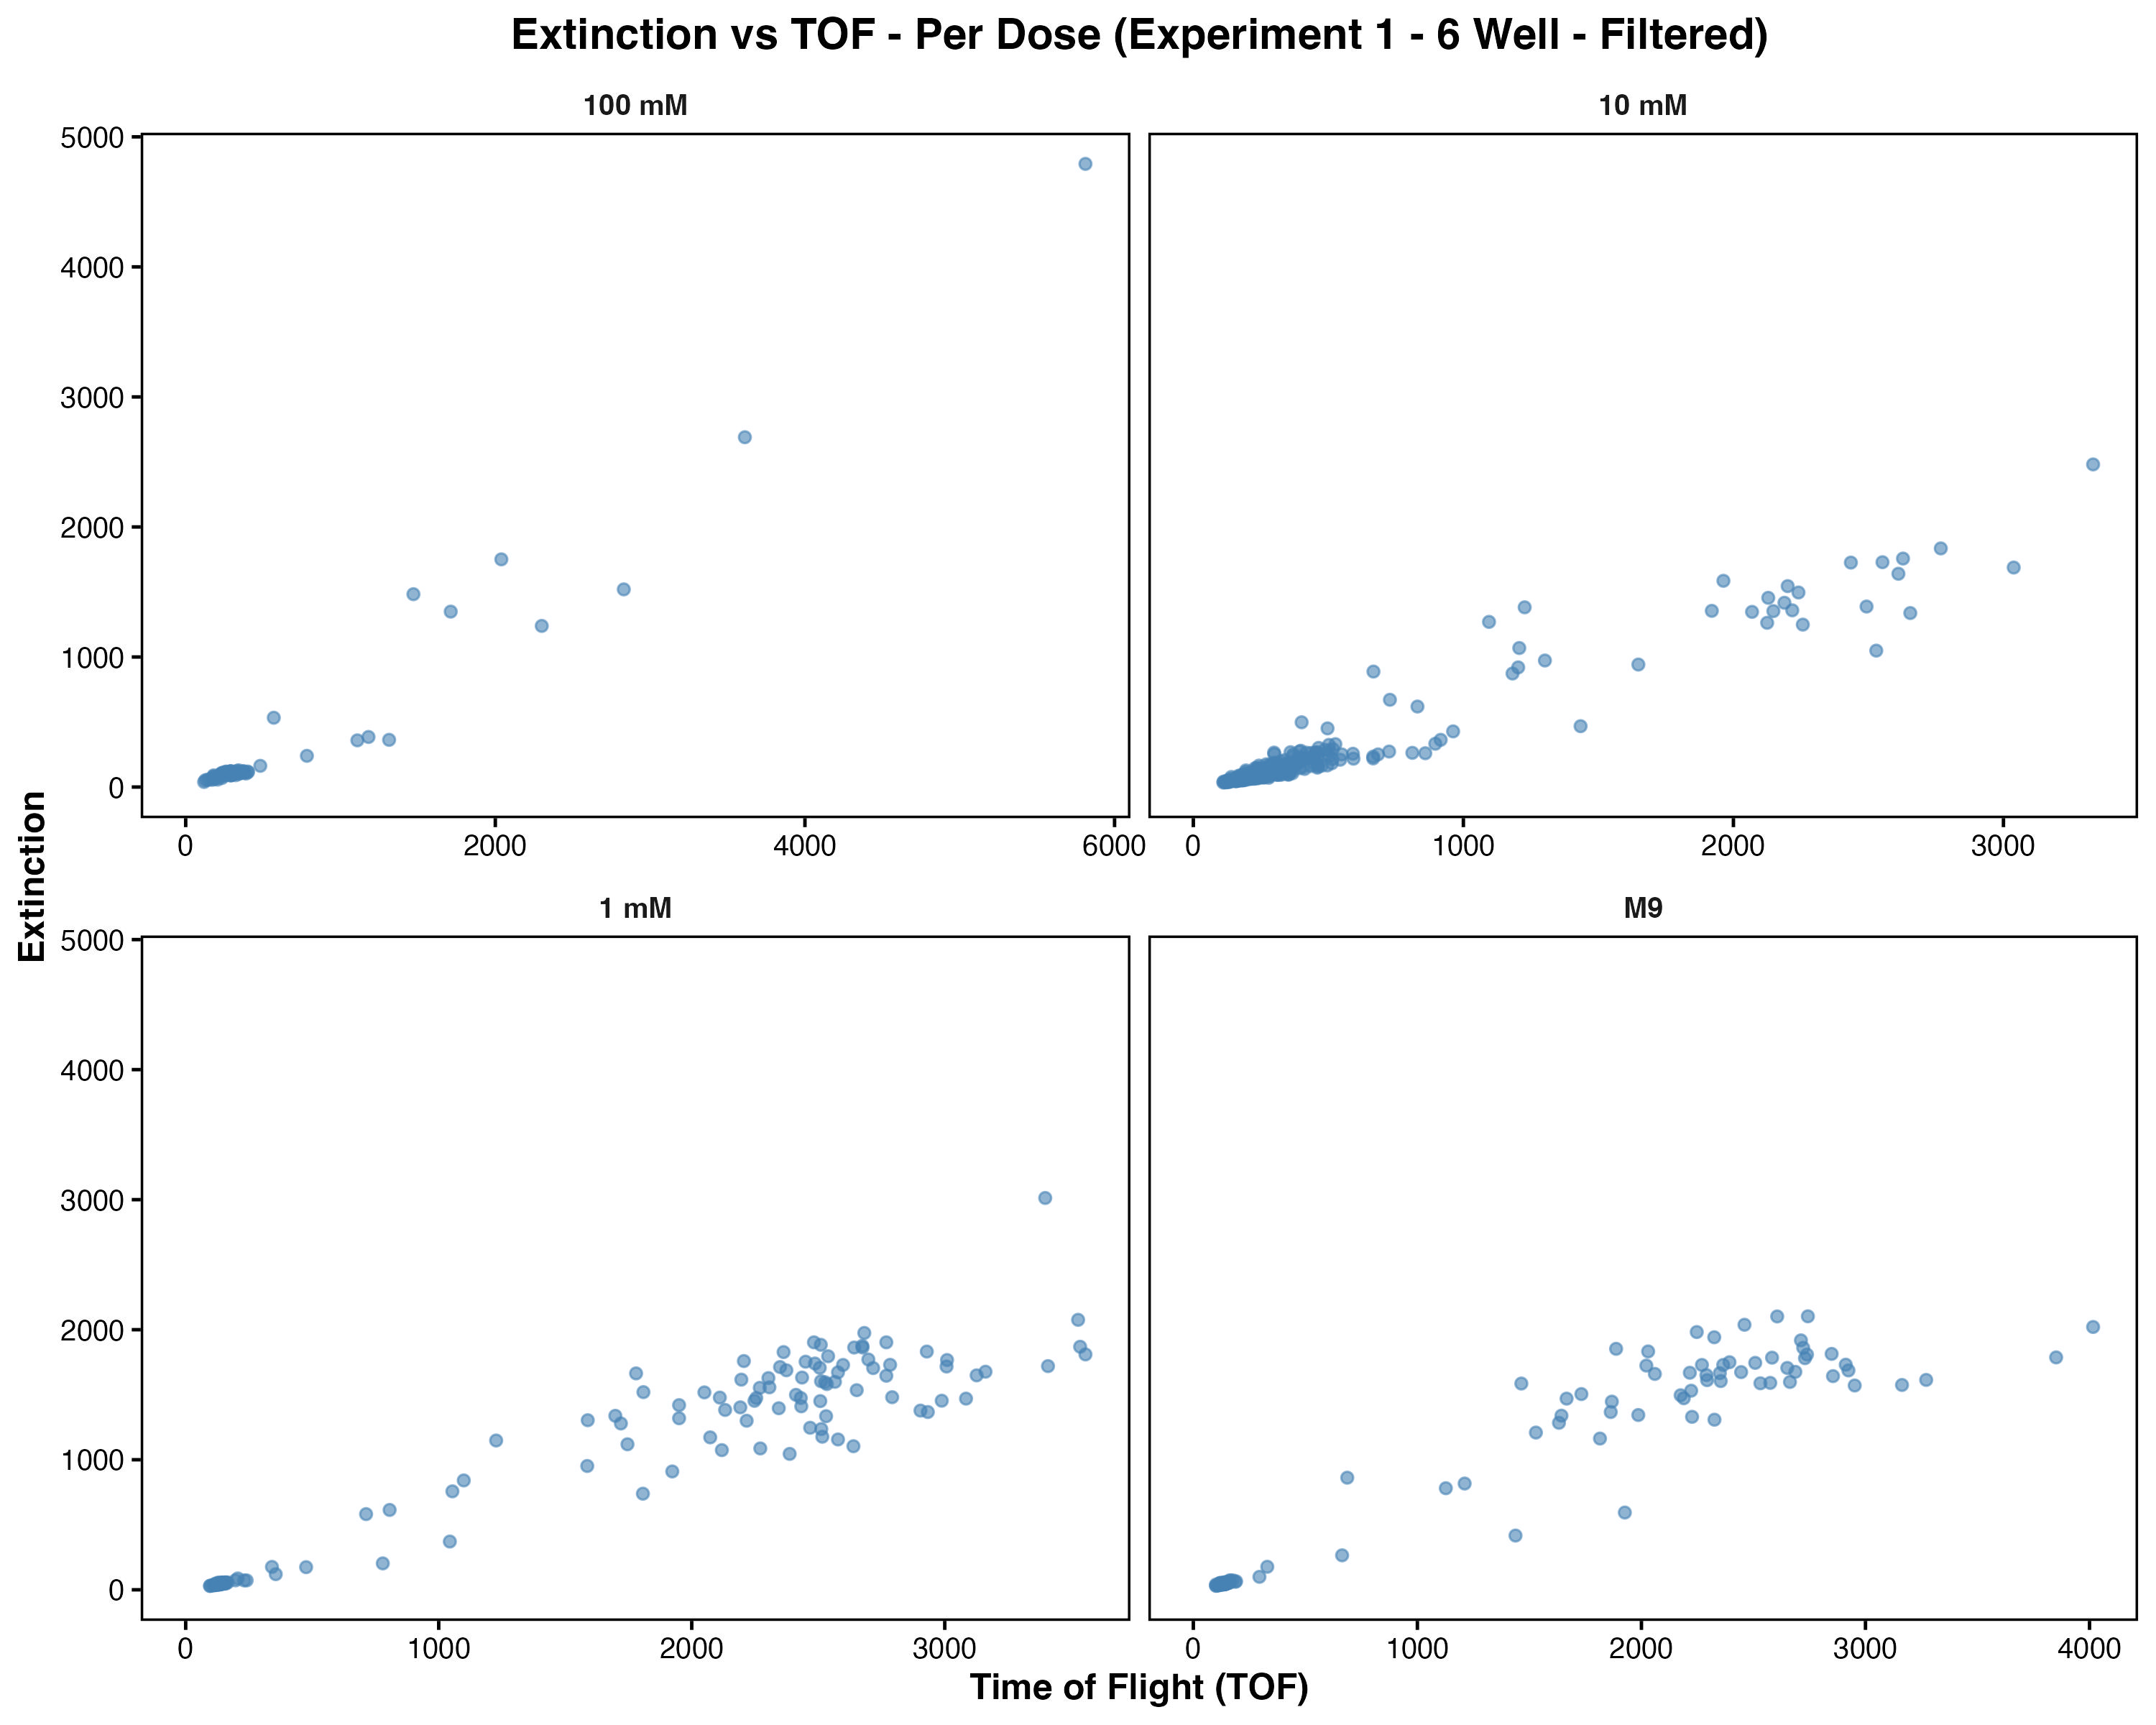 Extinction vs TOF - Per Dose (Experiment 1 - 6 Well - Filtered)
100 mM
10 mM
5000
4000
3000
2000
1000
0
0 2000 4000 6000
0 1000 2000 3000
Extinction
1 mM
M9
5000
4000
3000
2000
1000
0
0 1000 2000 3000
0 1000 2000 3000 4000
Time of Flight (TOF)